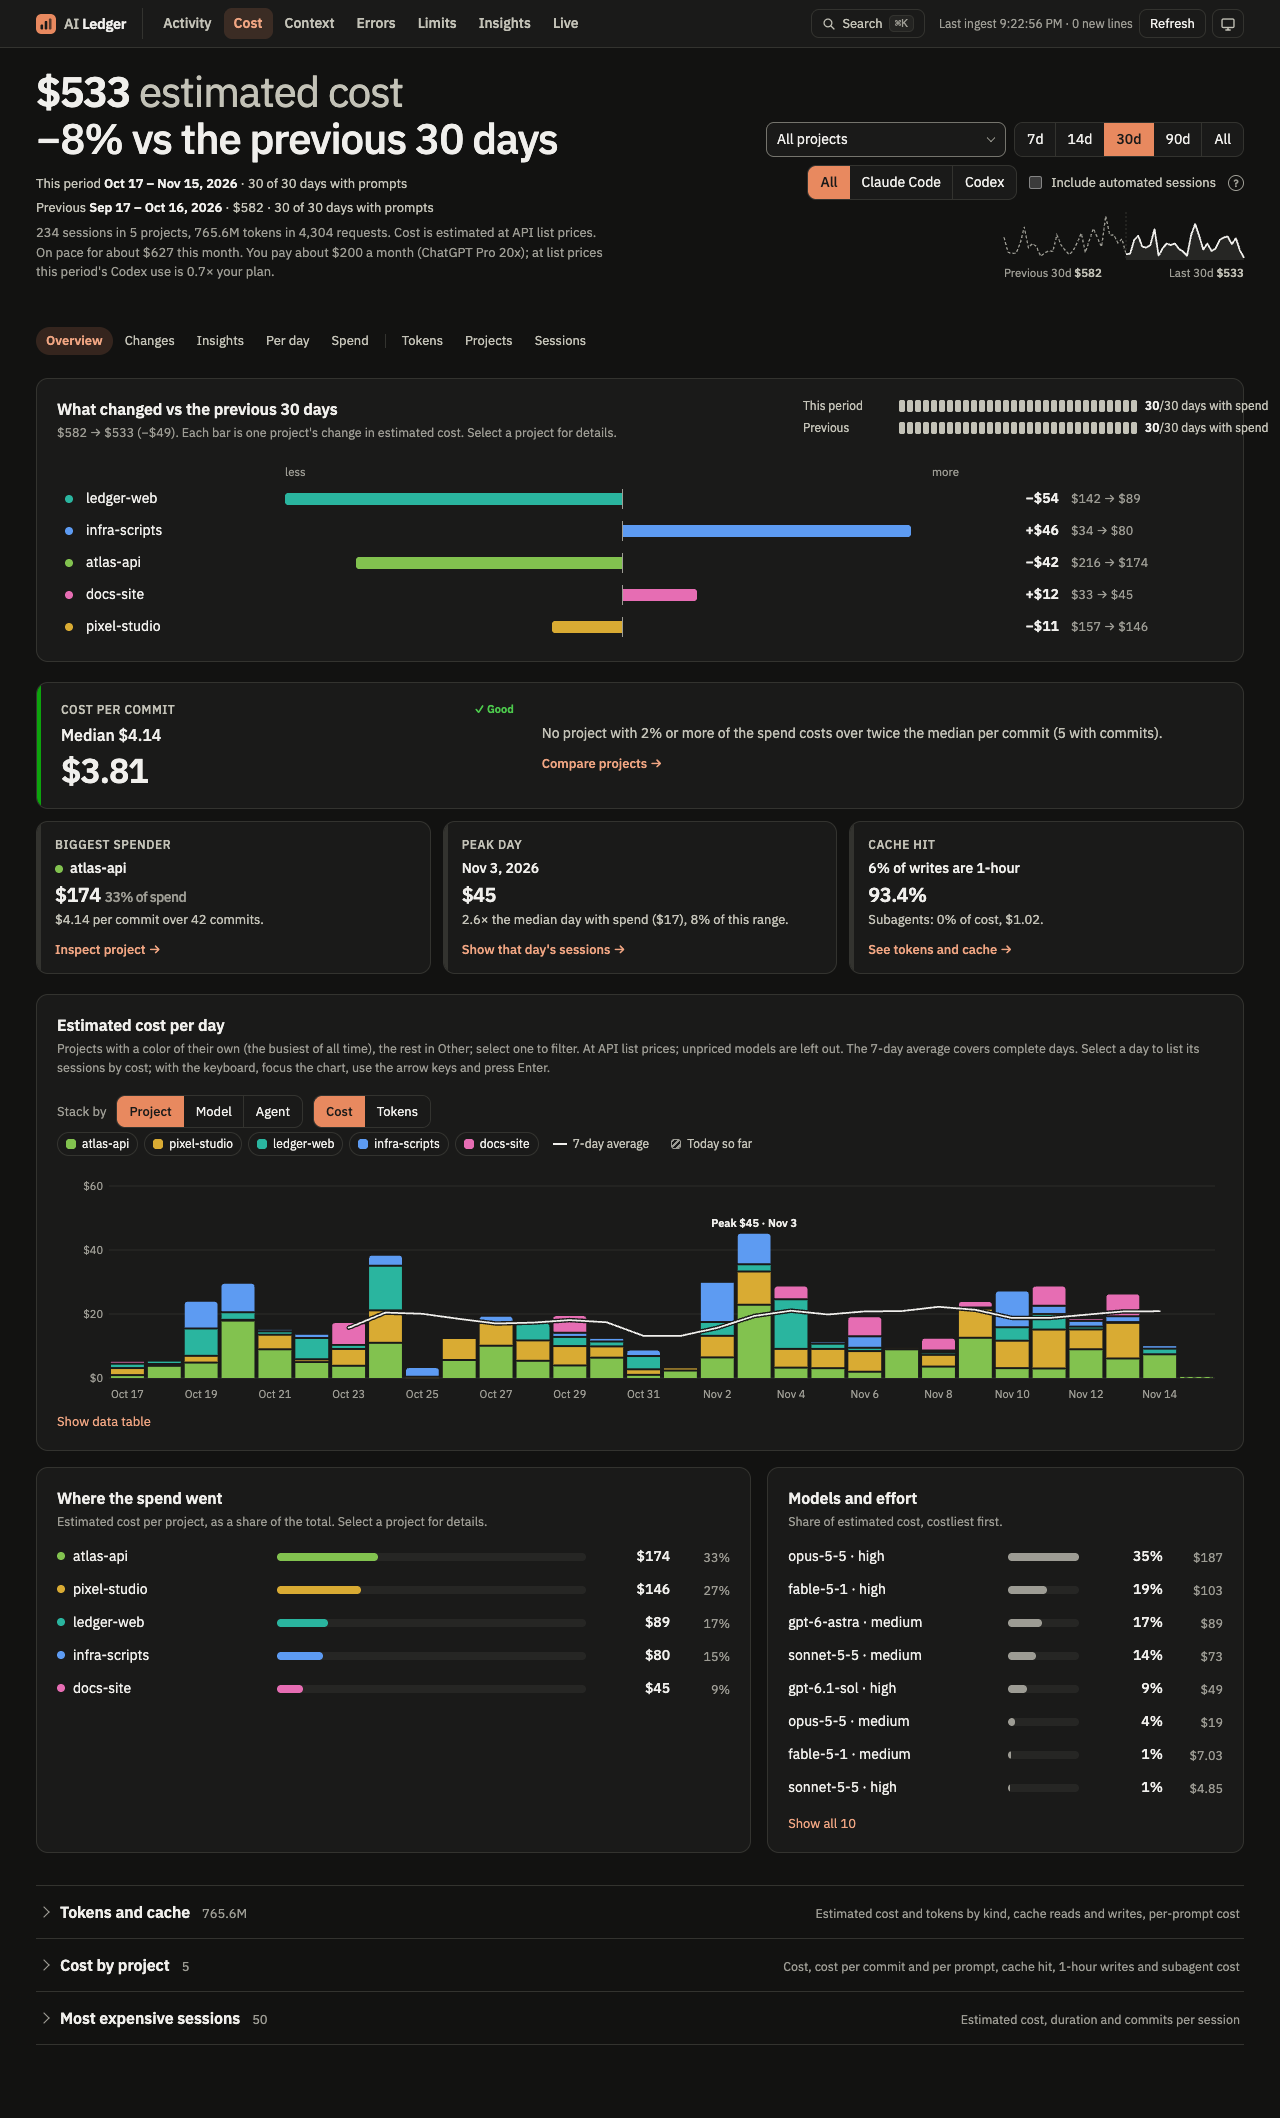 AI Ledger Activity Cost Context Errors Limits Insights Live Search ⌘K Last ingest 9:22:56 PM · 0 new lines Refresh
$533 estimated cost
−8% vs the previous 30 days
All projects 7d 14d 30d 90d All
All Claude Code Codex Include automated sessions ?
This period Oct 17 – Nov 15, 2026 · 30 of 30 days with prompts
Previous Sep 17 – Oct 16, 2026 · $582 · 30 of 30 days with prompts
234 sessions in 5 projects, 765.6M tokens in 4,304 requests. Cost is estimated at API list prices.
On pace for about $627 this month. You pay about $200 a month (ChatGPT Pro 20x); at list prices
this period's Codex use is 0.7× your plan.
Previous 30d $582 Last 30d $533
Overview Changes Insights Per day Spend Tokens Projects Sessions
What changed vs the previous 30 days
$582 → $533 (−$49). Each bar is one project's change in estimated cost. Select a project for details.
This period 30/30 days with spend
Previous 30/30 days with spend
less more
ledger-web −$54 $142 → $89
infra-scripts +$46 $34 → $80
atlas-api −$42 $216 → $174
docs-site +$12 $33 → $45
pixel-studio −$11 $157 → $146
COST PER COMMIT ✓ Good
Median $4.14
$3.81
No project with 2% or more of the spend costs over twice the median per commit (5 with commits).
Compare projects →
BIGGEST SPENDER
atlas-api
$174 33% of spend
$4.14 per commit over 42 commits.
Inspect project →
PEAK DAY
Nov 3, 2026
$45
2.6× the median day with spend ($17), 8% of this range.
Show that day's sessions →
CACHE HIT
6% of writes are 1-hour
93.4%
Subagents: 0% of cost, $1.02.
See tokens and cache →
Estimated cost per day
Projects with a color of their own (the busiest of all time), the rest in Other; select one to filter. At API list prices; unpriced models are left out. The 7-day average covers complete days. Select a day to list its
sessions by cost; with the keyboard, focus the chart, use the arrow keys and press Enter.
Stack by Project Model Agent Cost Tokens
atlas-api pixel-studio ledger-web infra-scripts docs-site 7-day average Today so far
$60
Peak $45 · Nov 3
$40
$20
$0
Oct 17 Oct 19 Oct 21 Oct 23 Oct 25 Oct 27 Oct 29 Oct 31 Nov 2 Nov 4 Nov 6 Nov 8 Nov 10 Nov 12 Nov 14
Show data table
Where the spend went
Estimated cost per project, as a share of the total. Select a project for details.
atlas-api $174 33%
pixel-studio $146 27%
ledger-web $89 17%
infra-scripts $80 15%
docs-site $45 9%
Models and effort
Share of estimated cost, costliest first.
opus-5-5 · high 35% $187
fable-5-1 · high 19% $103
gpt-6-astra · medium 17% $89
sonnet-5-5 · medium 14% $73
gpt-6.1-sol · high 9% $49
opus-5-5 · medium 4% $19
fable-5-1 · medium 1% $7.03
sonnet-5-5 · high 1% $4.85
Show all 10
Tokens and cache 765.6M Estimated cost and tokens by kind, cache reads and writes, per-prompt cost
Cost by project 5 Cost, cost per commit and per prompt, cache hit, 1-hour writes and subagent cost
Most expensive sessions 50 Estimated cost, duration and commits per session